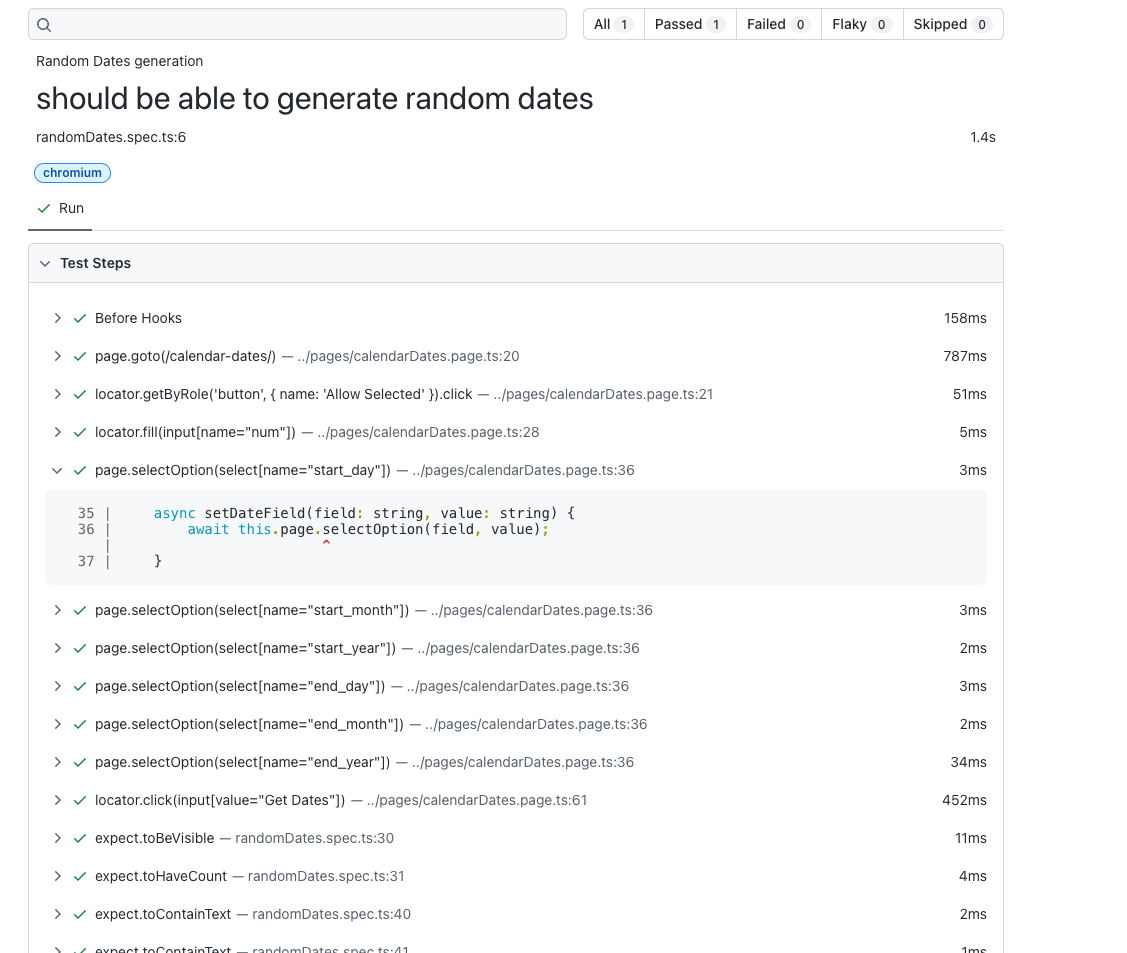 All 1 Passed 1 Failed 0 Flaky 0 Skipped 0
Random Dates generation
should be able to generate random dates
randomDates.spec.ts:6 1.4s
chromium
Run
Test Steps
Before Hooks 158ms
page.goto(/calendar-dates/) — ../pages/calendarDates.page.ts:20 787ms
locator.getByRole('button', { name: 'Allow Selected' }).click — ../pages/calendarDates.page.ts:21 51ms
locator.fill(input[name="num"]) — ../pages/calendarDates.page.ts:28 5ms
page.selectOption(select[name="start_day"]) — ../pages/calendarDates.page.ts:36 3ms
35 |     async setDateField(field: string, value: string) {
36 |         await this.page.selectOption(field, value);
|                         ^
37 |     }
page.selectOption(select[name="start_month"]) — ../pages/calendarDates.page.ts:36 3ms
page.selectOption(select[name="start_year"]) — ../pages/calendarDates.page.ts:36 2ms
page.selectOption(select[name="end_day"]) — ../pages/calendarDates.page.ts:36 3ms
page.selectOption(select[name="end_month"]) — ../pages/calendarDates.page.ts:36 2ms
page.selectOption(select[name="end_year"]) — ../pages/calendarDates.page.ts:36 34ms
locator.click(input[value="Get Dates"]) — ../pages/calendarDates.page.ts:61 452ms
expect.toBeVisible — randomDates.spec.ts:30 11ms
expect.toHaveCount — randomDates.spec.ts:31 4ms
expect.toContainText — randomDates.spec.ts:40 2ms
expect.toContainText — randomDates.spec.ts:41 1ms